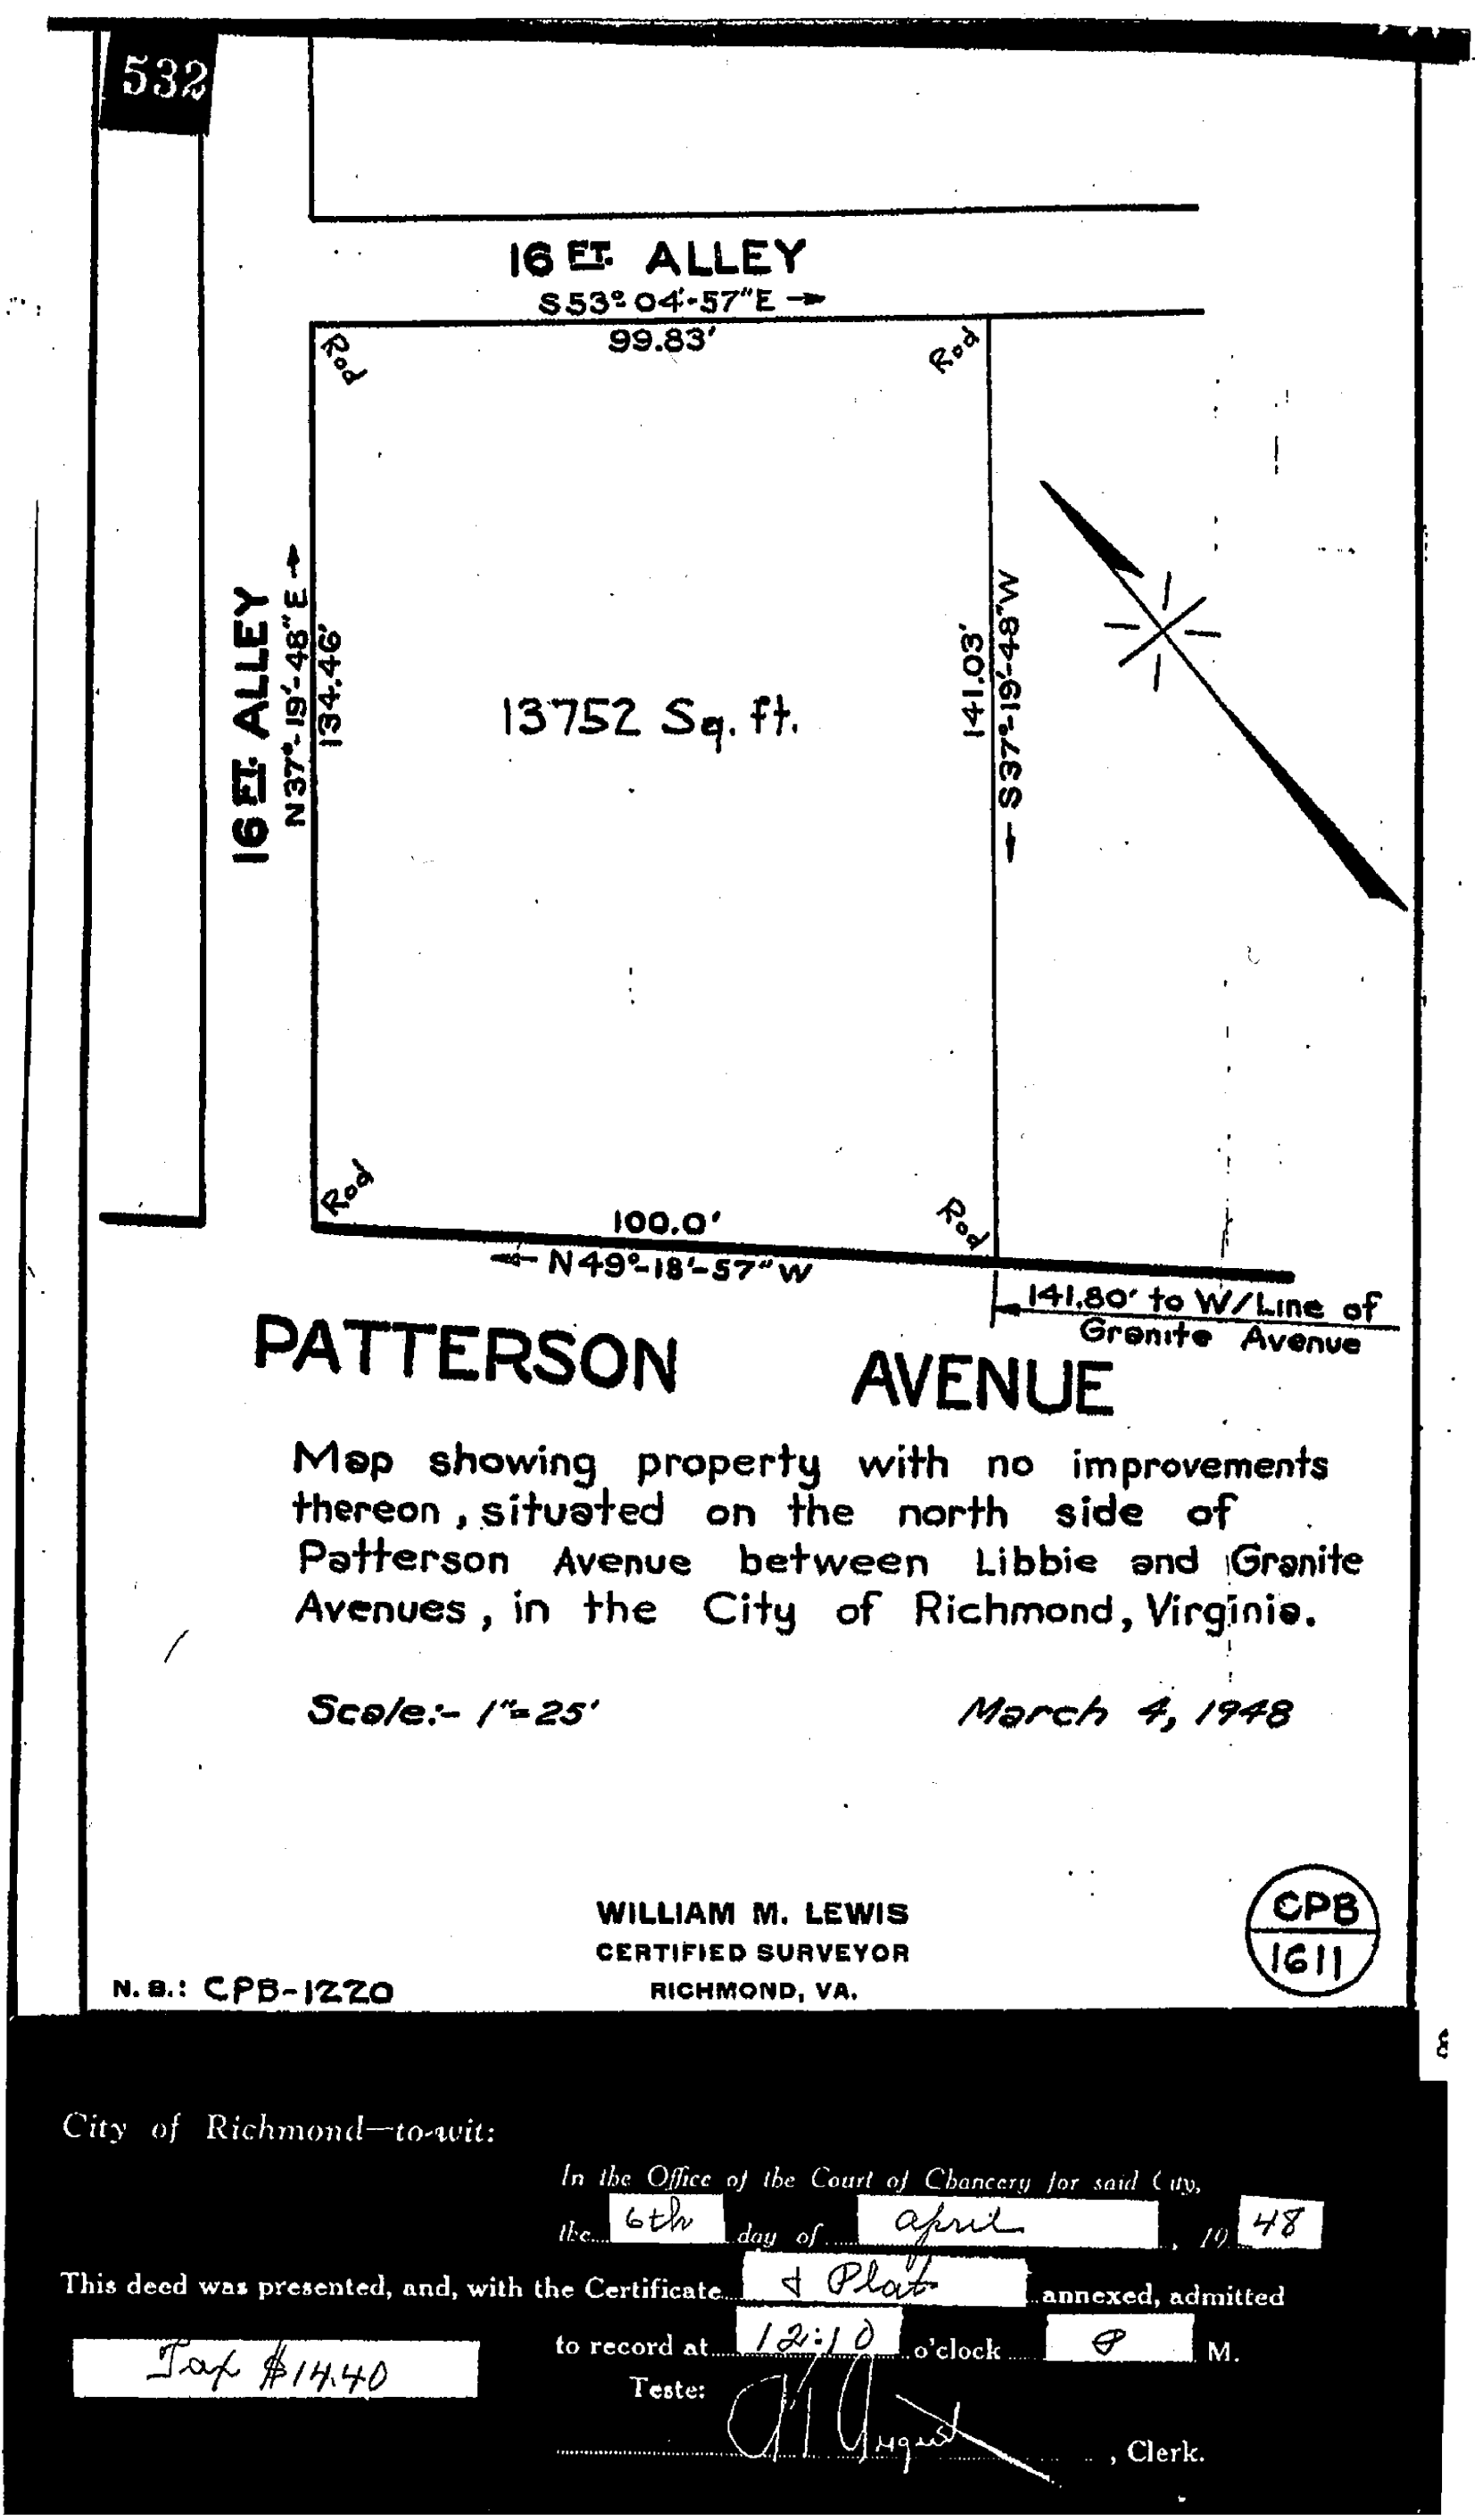 532
16 FT. ALLEY
S53°-04'-57"E
99.83'
Rod
Rod
16 FT. ALLEY
N37°-19'-48"E
134.46'
13752 Sq. ft.
141.03'
S37°-19'-48"W
Rod
Rod
100.0'
N49°-18'-57"W
141.80' to W/Line of
Granite Avenue
PATTERSON AVENUE
Map showing property with no improvements
thereon, situated on the north side of
Patterson Avenue between Libbie and Granite
Avenues, in the City of Richmond, Virginia.
Scale:- 1"=25'
March 4, 1948
WILLIAM M. LEWIS
CERTIFIED SURVEYOR
RICHMOND, VA.
N.B.: CPB-1220
CPB
1611
City of Richmond—to-wit:
In the Office of the Court of Chancery for said City,
the 6th day of April, 19 48
This deed was presented, and, with the Certificate & Plat annexed, admitted
to record at 12:10 o'clock P M.
Tax $14.40
Teste:
, Clerk.